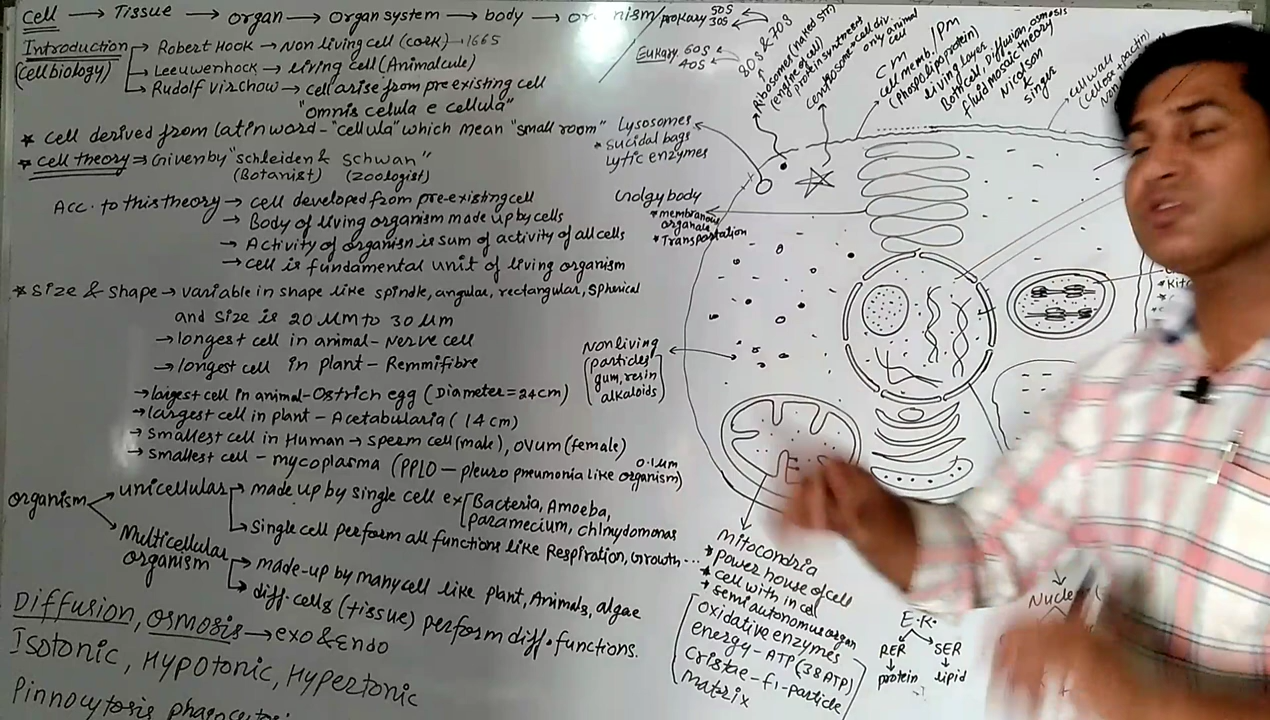 Cell → Tissue → organ → organ system → body → or nism/prokary 50S
30S
Eukary 60S
40S
80S & 70S
Introduction → Robert Hook → Non living cell (cork) → 1665
(cell biology) → Leeuwenhock → living cell (Animalcule)
→ Rudolf virchow → cell arise from pre existing cell
"omnis celula e cellula"
* cell derived from latin word - "cellula" which mean "small room"
* cell theory ⇒ Given by "schleiden & schwan"
(Botanist) (zoologist)
Acc. to this theory → cell developed from pre-existing cell
→ Body of living organism made up by cells
→ Activity of organism is sum of activity of all cells
→ cell is fundamental unit of living organism
* Size & shape → variable in shape like spindle, angular, rectangular, spherical
and size is 20 μm to 30 μm
→ longest cell in animal - Nerve cell
→ longest cell in plant - Remmifibre
→ largest cell in animal - Ostrich egg (Diameter = 24 cm)
→ largest cell in plant - Acetabularia (14 cm)
→ smallest cell in Human → sperm cell (male), ovum (female)
→ smallest cell - mycoplasma (PPLO - pleuro pneumonia like organism)
0.1μm
organism
unicellular → made up by single cell ex [Bacteria, Amoeba,
Paramecium, chlnydomonas
→ Single cell perform all functions like Respiration, Growth ...
Multicellular
organism → made-up by many cell like plant, Animals, algae
→ diff. cells (tissue) perform diff. functions.
Diffusion, osmosis → exo & Endo
Isotonic, Hypotonic, Hypertonic
Pinnocytosis
Ribosomes (Naked str)
(engine of cell)
protein syntment
centrosome → cell div.
only animal
cell
cm
cell memb. / Pm
(Phospolipoprotein)
Living layer
Both cell, Diffusion, osmosis
fluid mosaic theory
Nicolson
&
singer
cell wall
Lysosomes
* sucidal bags
Lytic enzymes
Golgy body
* membranous
organale
* Transportation
Non living
particles
gum, resin
alkaloids
mitocondria
* power house of cell
* cell with in cell
* semi autonomus organ
oxidative enzymes
energy - ATP (38 ATP)
Cristae - f1-particle
matrix
E.R.
RER SER
protein lipid